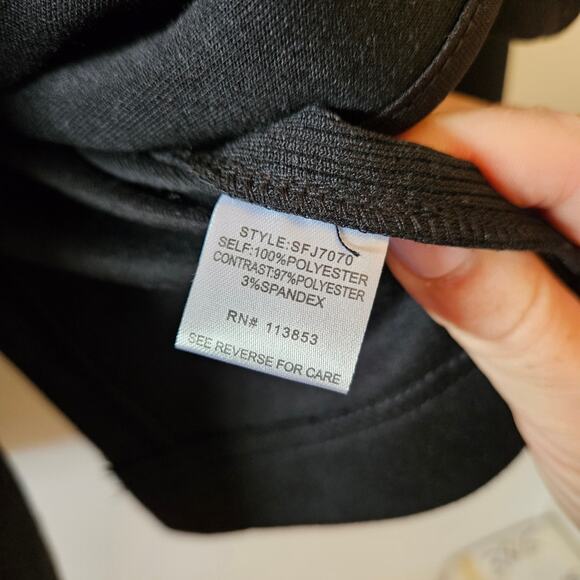 STYLE:SFJ7070
SELF:100%POLYESTER
CONTRAST:97%POLYESTER
3%SPANDEX
RN# 113853
SEE REVERSE FOR CARE